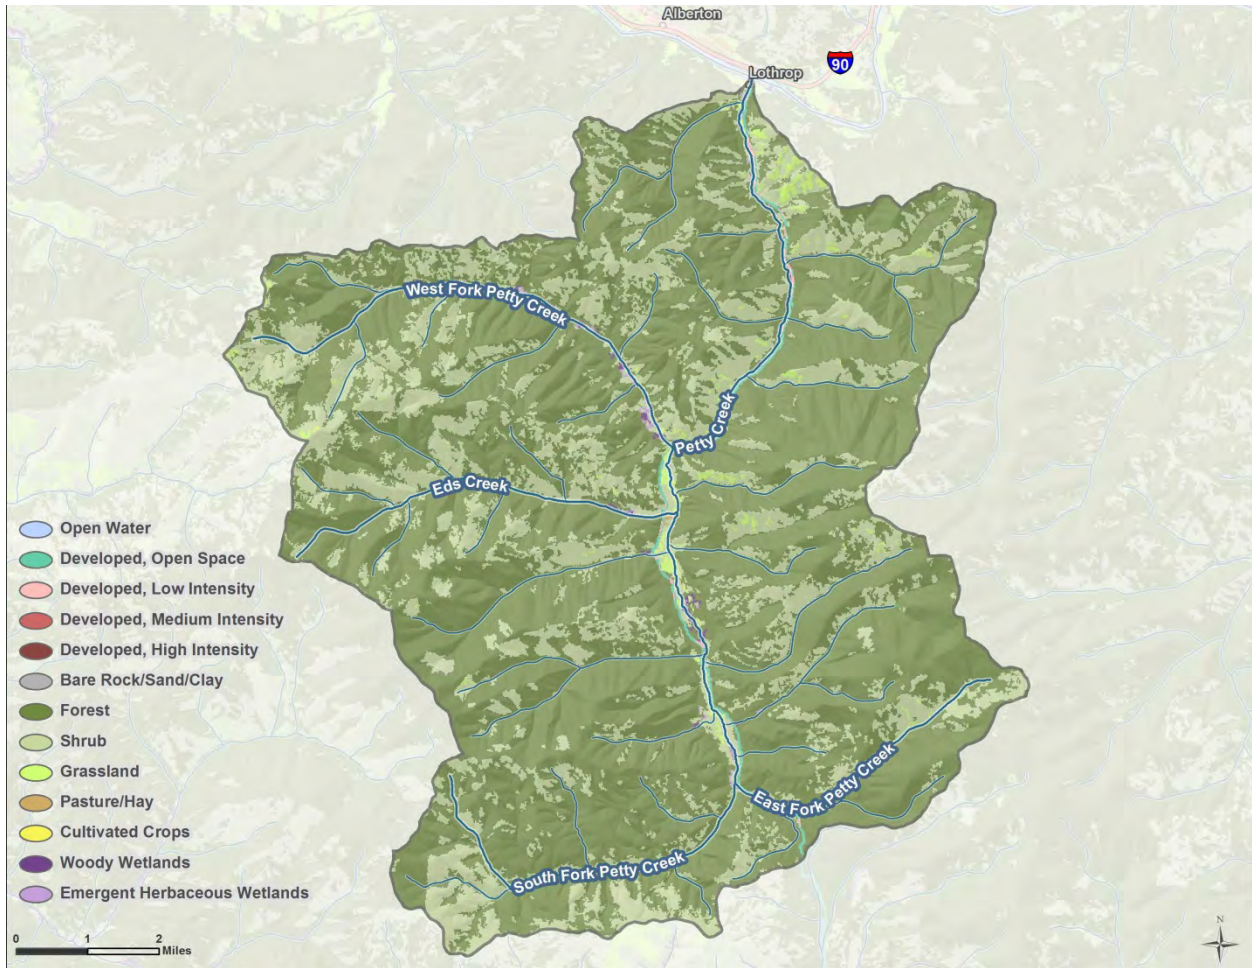 Alberton
Lothrop
90
West Fork Petty Creek
Petty Creek
Eds Creek
East Fork Petty Creek
South Fork Petty Creek
Open Water
Developed, Open Space
Developed, Low Intensity
Developed, Medium Intensity
Developed, High Intensity
Bare Rock/Sand/Clay
Forest
Shrub
Grassland
Pasture/Hay
Cultivated Crops
Woody Wetlands
Emergent Herbaceous Wetlands
0 1 2
Miles
N